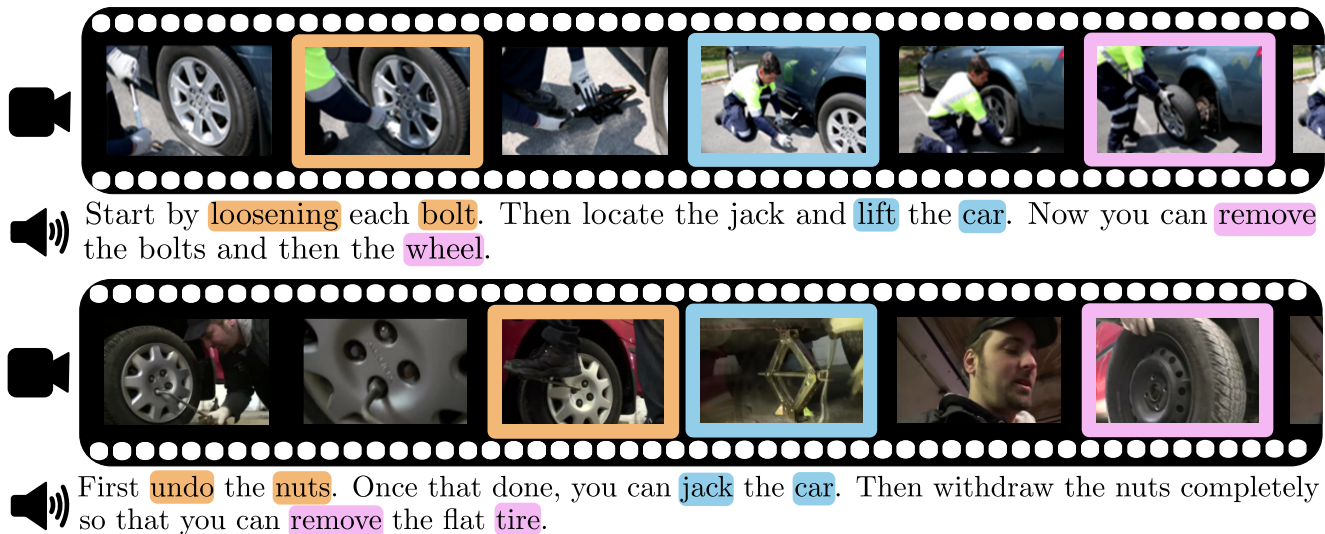 Start by loosening each bolt. Then locate the jack and lift the car. Now you can remove
the bolts and then the wheel.
First undo the nuts. Once that done, you can jack the car. Then withdraw the nuts completely
so that you can remove the flat tire.